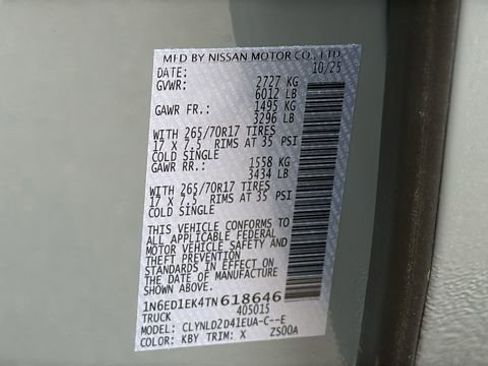 MFD BY NISSAN MOTOR CO., LTD.
DATE: 10/25
GVWR: 2727 KG
6012 LB
GAWR FR.: 1495 KG
3296 LB
WITH 265/70R17 TIRES
17 X 7.5 RIMS AT 35 PSI
COLD SINGLE
GAWR RR.: 1558 KG
3434 LB
WITH 265/70R17 TIRES
17 X 7.5 RIMS AT 35 PSI
COLD SINGLE
THIS VEHICLE CONFORMS TO
ALL APPLICABLE FEDERAL
MOTOR VEHICLE SAFETY AND
THEFT PREVENTION
STANDARDS IN EFFECT ON
THE DATE OF MANUFACTURE
SHOWN ABOVE.
1N6ED1EK4TN618646
TRUCK 405015
MODEL: CLYNLD2D41EUA-C--E
COLOR: KBY TRIM: X ZS00A